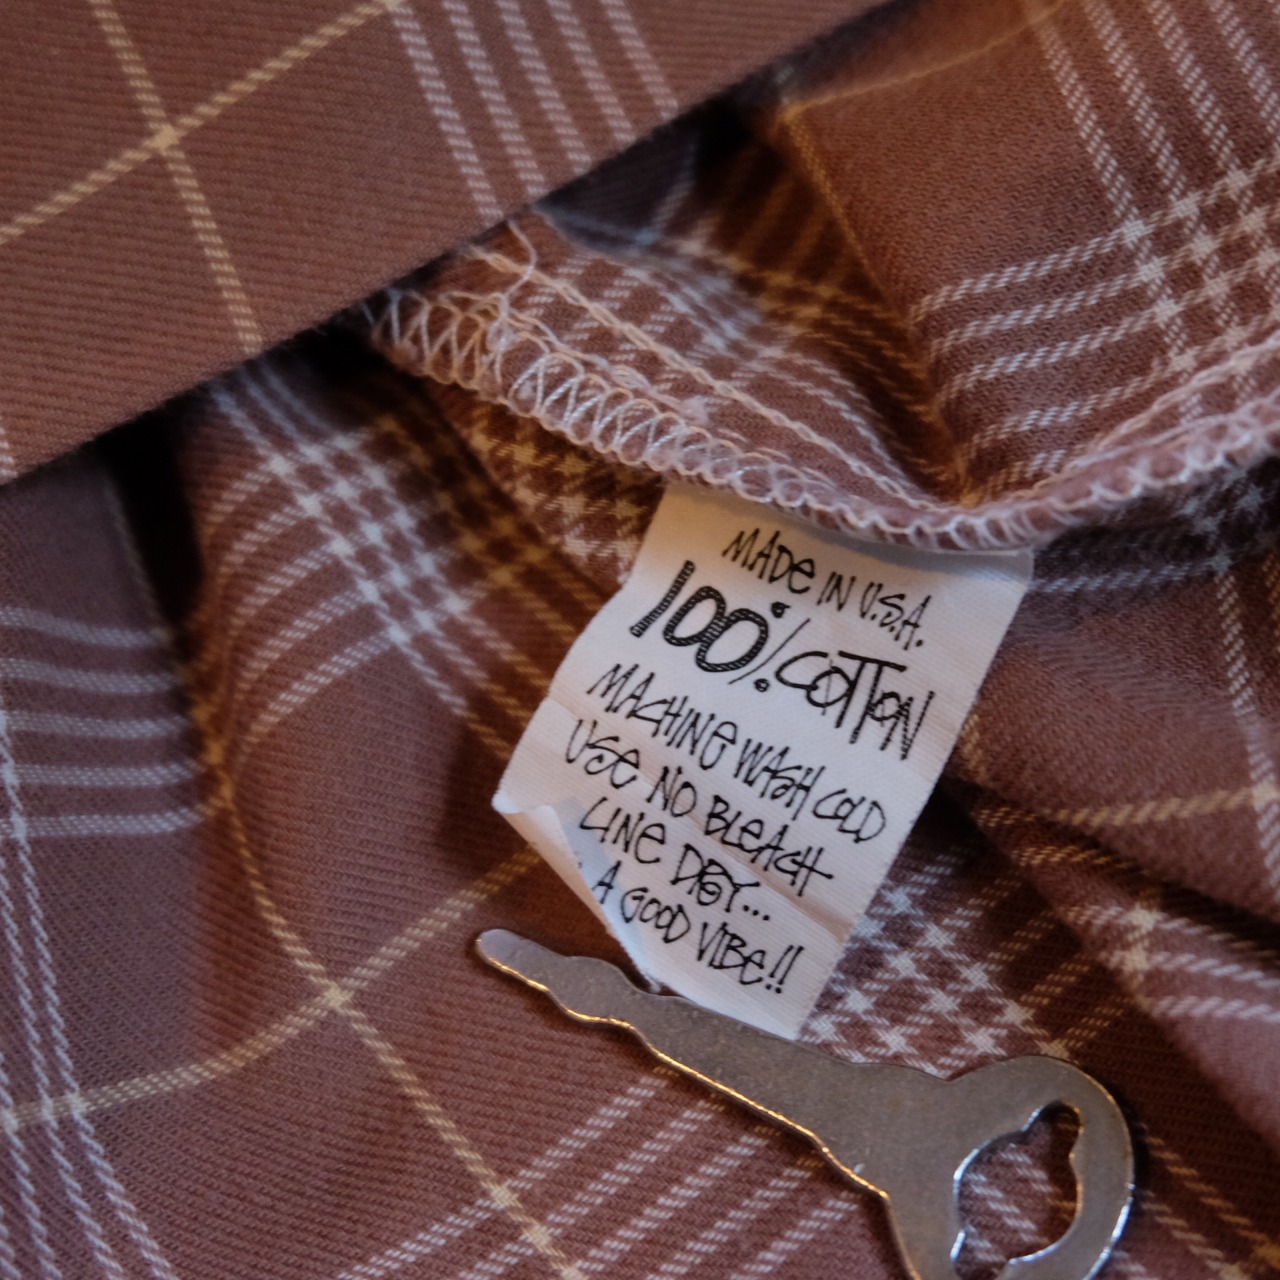 MADE IN U.S.A.
100% COTTON
MACHINE WASH COLD
USE NO BLEACH
LINE DRY...
A GOOD VIBE!!